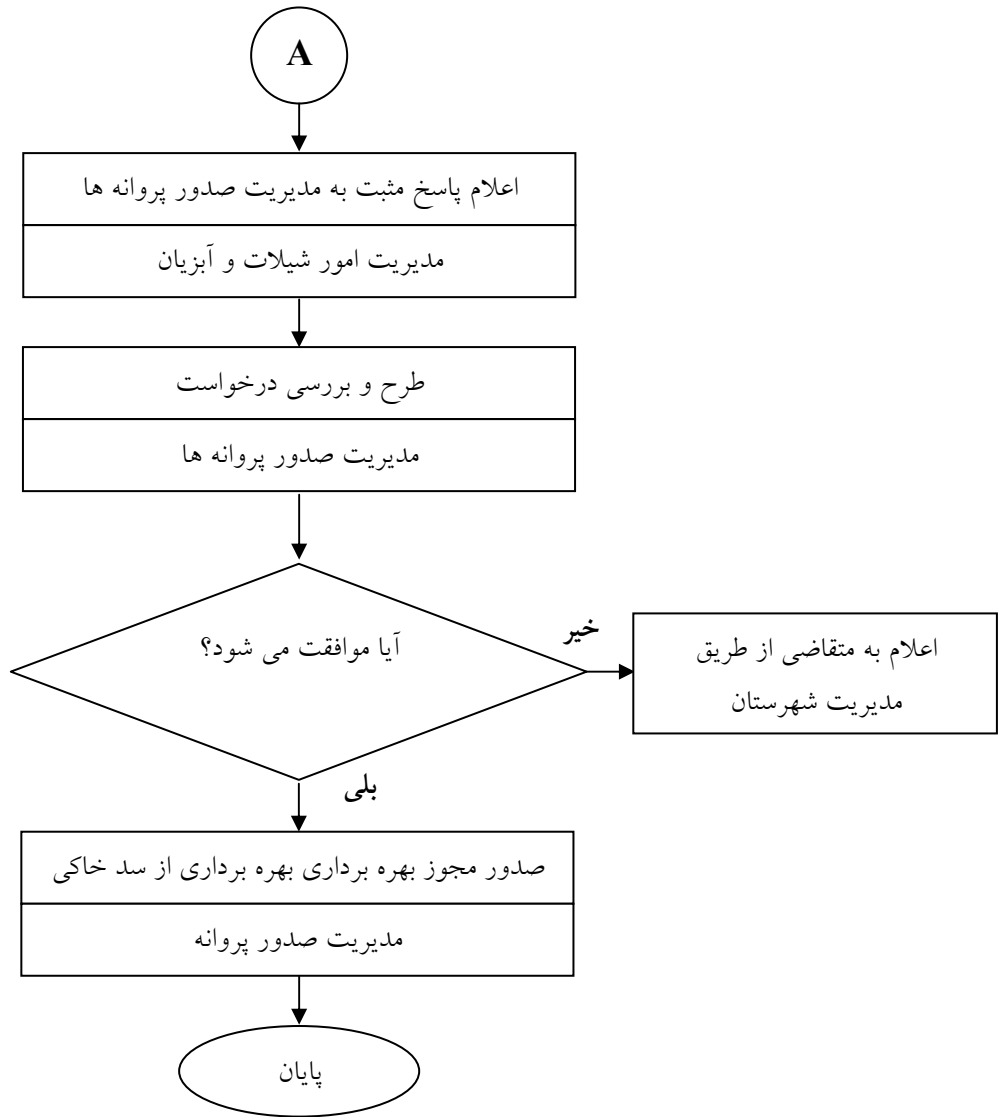 A
اعلام پاسخ مثبت به مدیریت صدور پروانه ها
مدیریت امور شیلات و آبزیان
طرح و بررسی درخواست
مدیریت صدور پروانه ها
آیا موافقت می شود؟
خیر
اعلام به متقاضی از طریق
مدیریت شهرستان
بلی
صدور مجوز بهره برداری بهره برداری از سد خاکی
مدیریت صدور پروانه
پایان